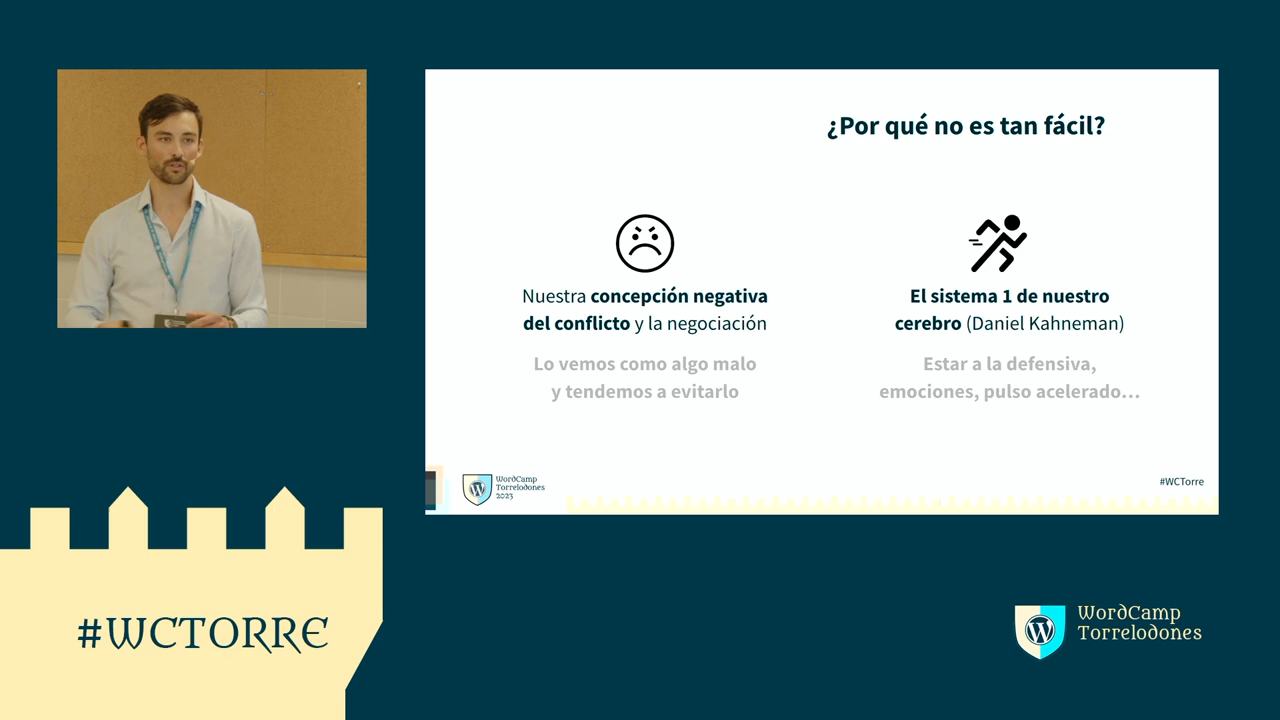 ¿Por qué no es tan fácil?
Nuestra concepción negativa
del conflicto y la negociación
Lo vemos como algo malo
y tendemos a evitarlo
El sistema 1 de nuestro
cerebro (Daniel Kahneman)
Estar a la defensiva,
emociones, pulso acelerado...
WordCamp
Torrelodones
2023
#WCTorre
#WCTORRE
WordCamp
Torrelodones